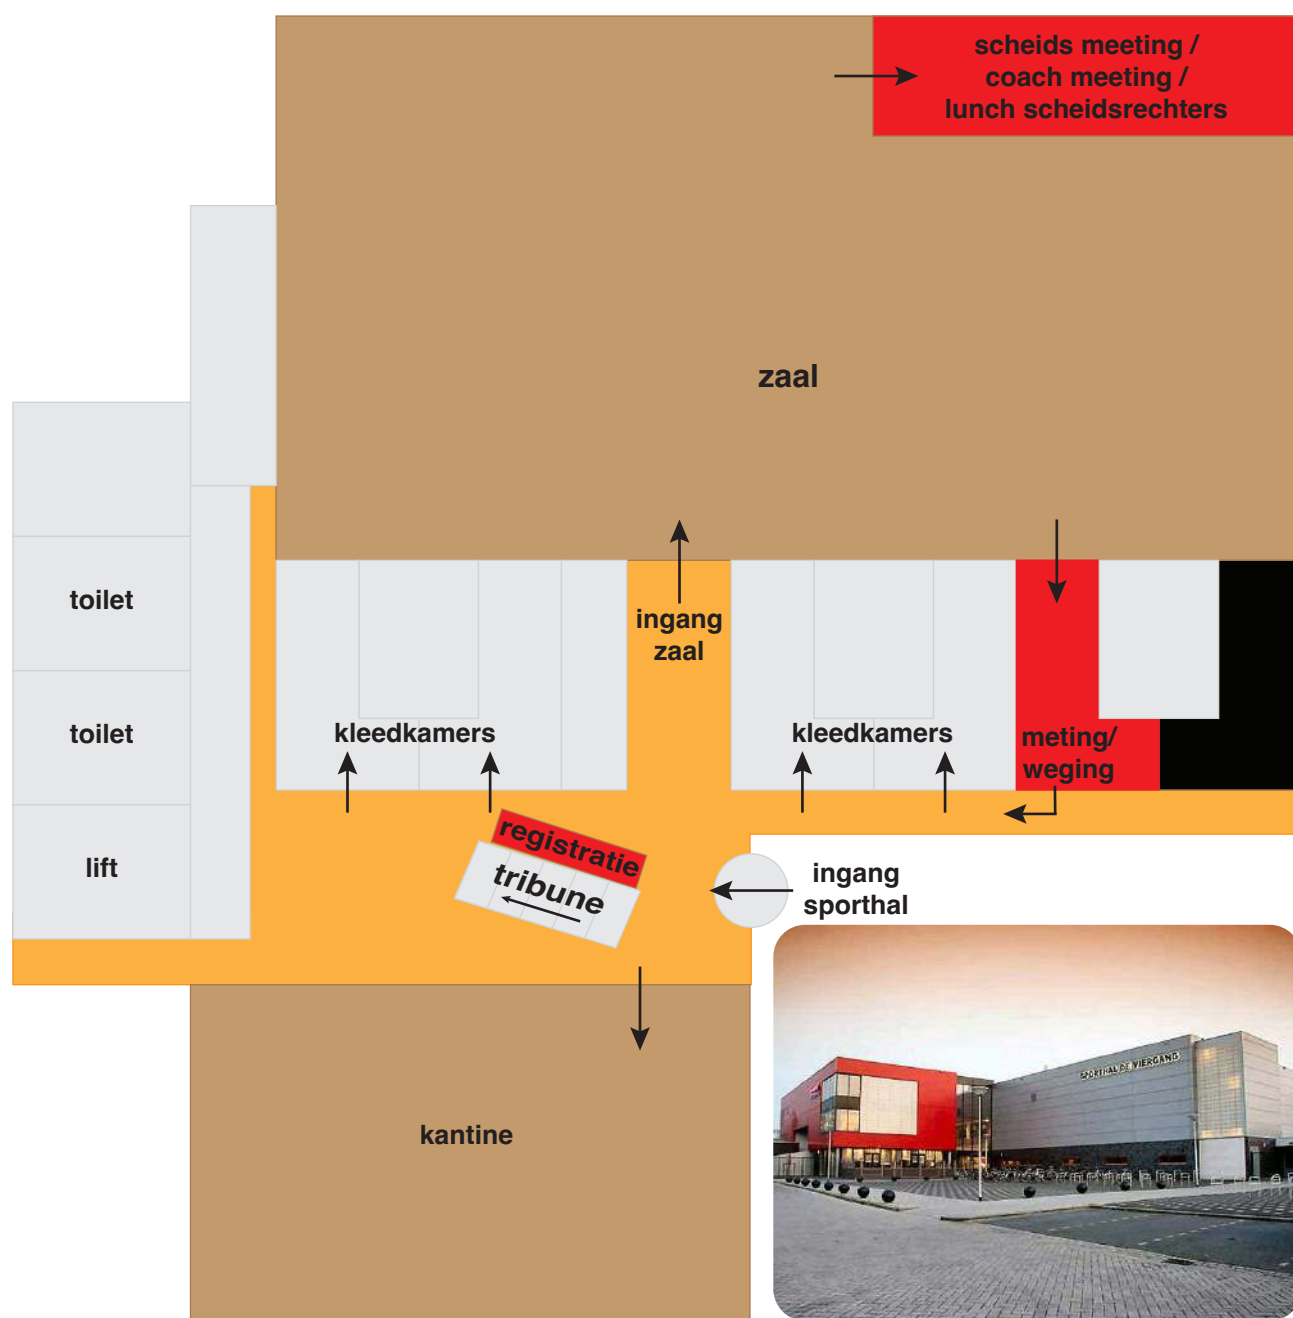 scheids meeting /
coach meeting /
lunch scheidsrechters
zaal
toilet
ingang
zaal
toilet
kleedkamers
kleedkamers
meting/
weging
registratie
tribune
lift
ingang
sporthal
SPORTHAL DE VIERGANG
kantine